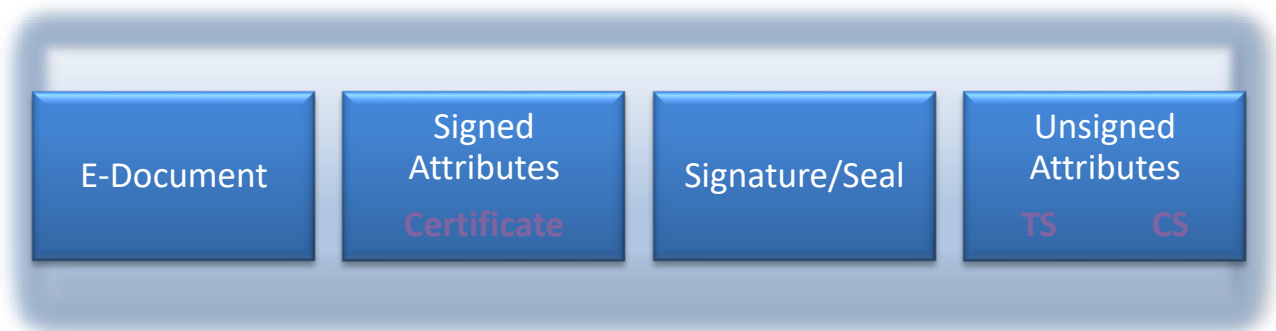 E-Document
Signed
Attributes
Certificate
Signature/Seal
Unsigned
Attributes
TS CS